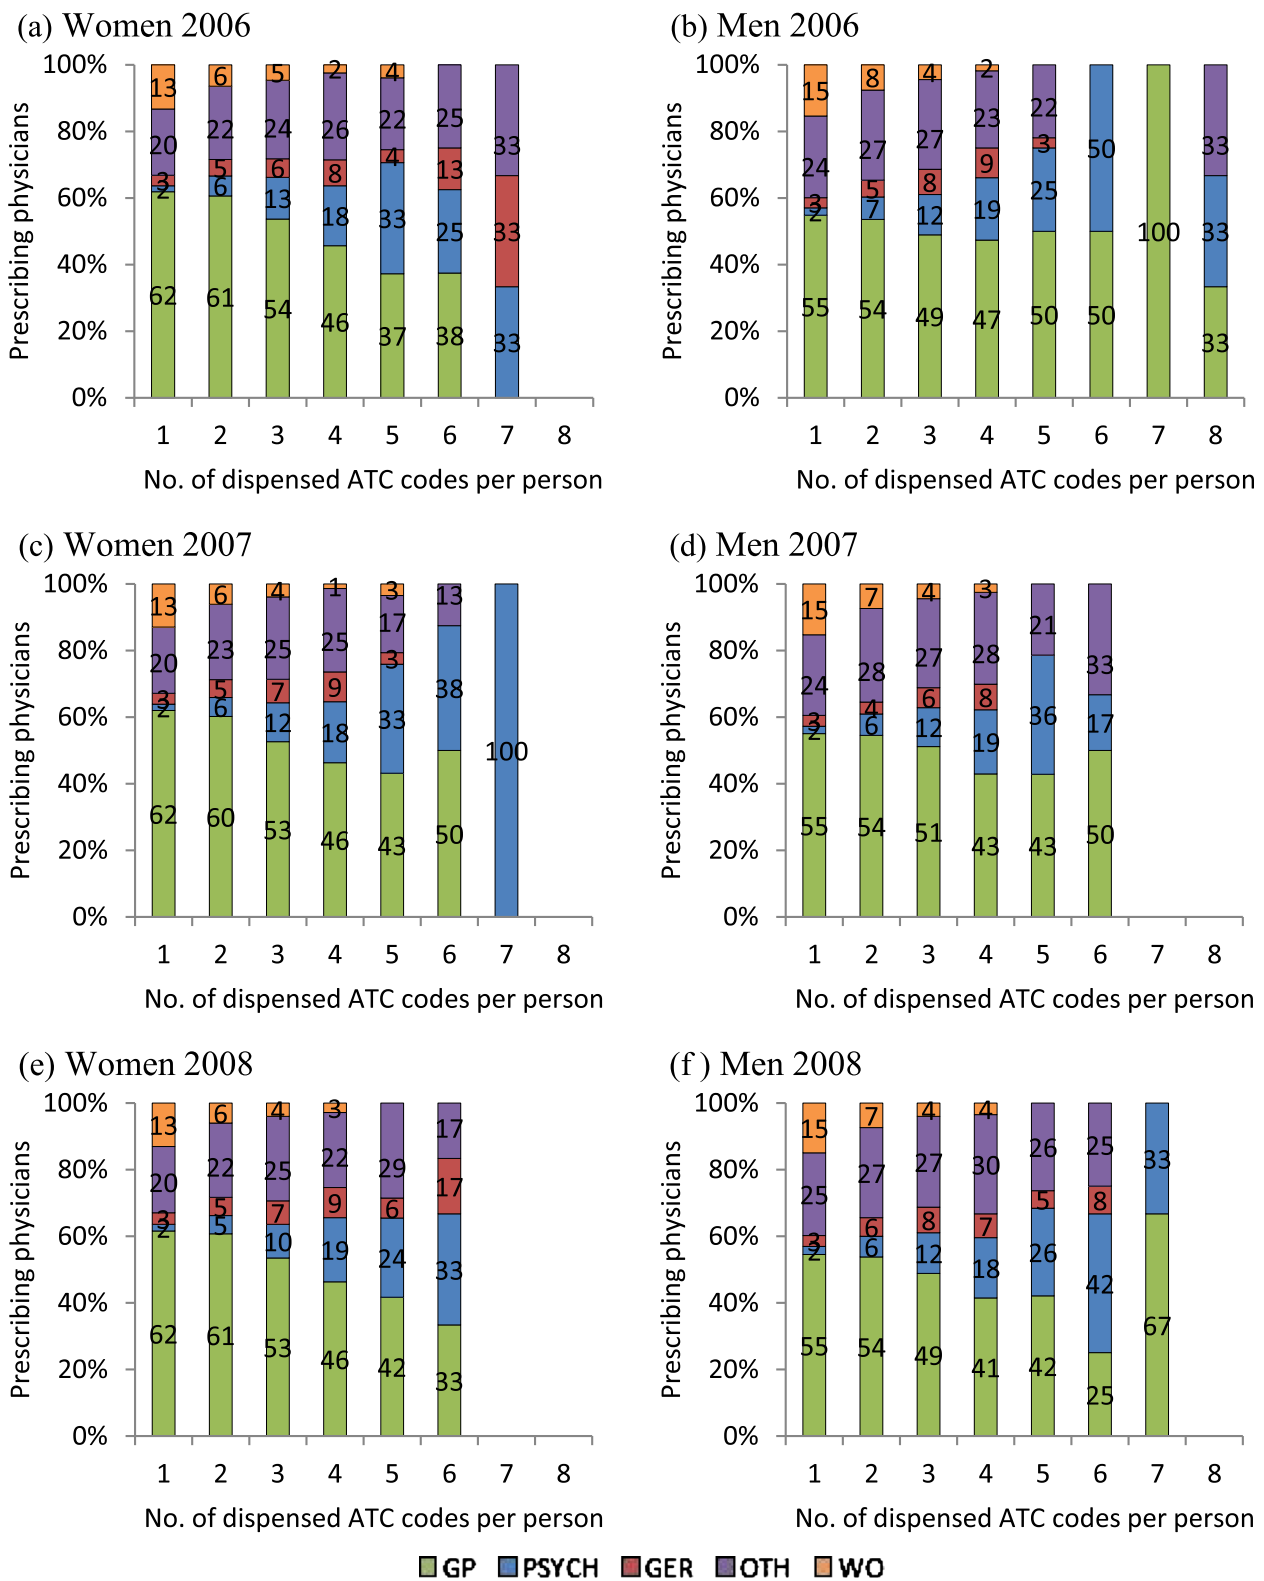 (a) Women 2006
(b) Men 2006
100% 13 6 5 2 4
100% 15 8 4 2
80% 20 22 24 26 22 25 33
80% 24 27 27 23 22 50 33
60% 3 2 5 6 6 13 8 18 4 33 13 25 33
60% 3 2 5 7 8 12 9 19 3 25 100 33
40% 62 61 54 46 37 38 33
40% 55 54 49 47 50 50 33
20%
20%
0%
0%
Prescribing physicians
Prescribing physicians
1 2 3 4 5 6 7 8
1 2 3 4 5 6 7 8
No. of dispensed ATC codes per person
No. of dispensed ATC codes per person
(c) Women 2007
(d) Men 2007
100% 13 6 4 1 3 13
100% 15 7 4 3
80% 20 23 25 25 17 38 100
80% 24 28 27 28 21 33
60% 3 2 5 6 7 12 9 18 3 33
60% 3 2 4 6 6 12 8 19 36 17
40% 62 60 53 46 43 50
40% 55 54 51 43 43 50
20%
20%
0%
0%
Prescribing physicians
Prescribing physicians
1 2 3 4 5 6 7 8
1 2 3 4 5 6 7 8
No. of dispensed ATC codes per person
No. of dispensed ATC codes per person
(e) Women 2008
(f ) Men 2008
100% 13 6 4 3 17
100% 15 7 4 4
80% 20 22 25 22 29 17
80% 25 27 27 30 26 25 33
60% 3 2 5 5 7 10 9 19 6 24 33
60% 3 2 6 6 8 12 7 18 5 26 8 42
40% 62 61 53 46 42 33
40% 55 54 49 41 42 25 67
20%
20%
0%
0%
Prescribing physicians
Prescribing physicians
1 2 3 4 5 6 7 8
1 2 3 4 5 6 7 8
No. of dispensed ATC codes per person
No. of dispensed ATC codes per person
GP PSYCH GER OTH WO